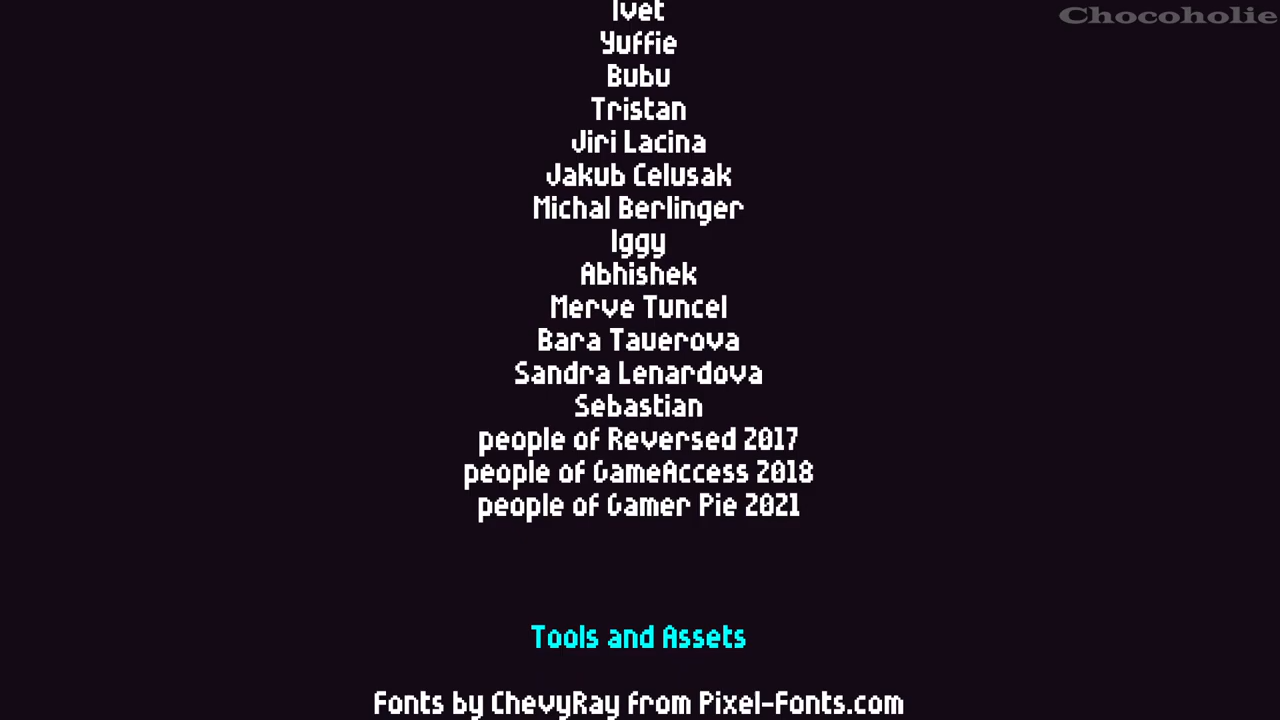 Ivet
Chocoholie
Yuffie
Bubu
Tristan
Jiri Lacina
Jakub Celusak
Michal Berlinger
Iggy
Abhishek
Merve Tuncel
Bara Tauerova
Sandra Lenardova
Sebastian
people of Reversed 2017
people of GameAccess 2018
people of Gamer Pie 2021
Tools and Assets
Fonts by ChevyRay from Pixel-Fonts.com